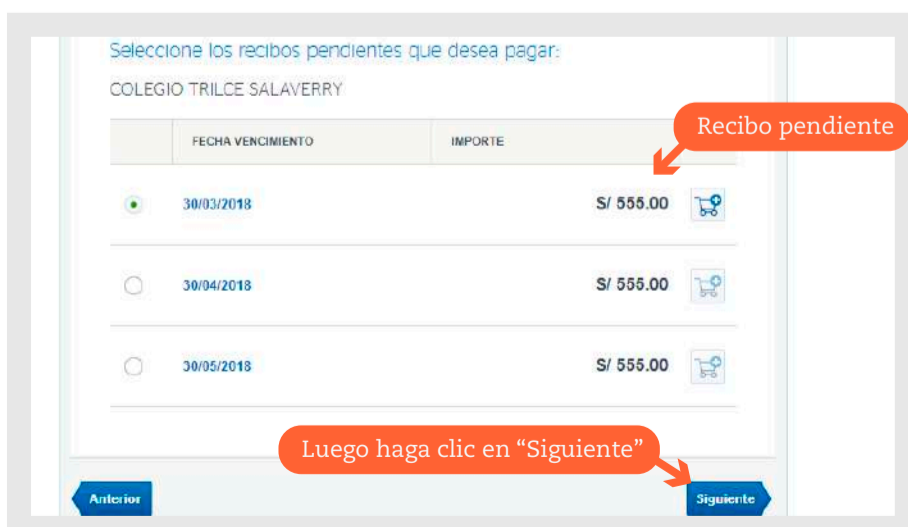 Seleccione los recibos pendientes que desea pagar:
COLEGIO TRILCE SALAVERRY
Recibo pendiente
FECHA VENCIMIENTO IMPORTE
30/03/2018 S/ 555.00
30/04/2018 S/ 555.00
30/05/2018 S/ 555.00
Luego haga clic en “Siguiente”
Anterior Siguiente